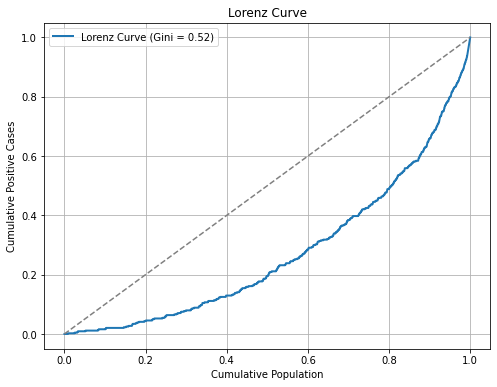 Lorenz Curve
Lorenz Curve (Gini = 0.52)
1.0
0.8
0.6
0.4
0.2
0.0
Cumulative Positive Cases
0.0 0.2 0.4 0.6 0.8 1.0
Cumulative Population